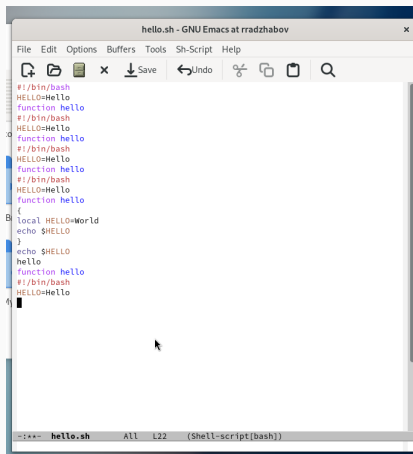 hello.sh - GNU Emacs at rradzhabov
File Edit Options Buffers Tools Sh-Script Help
Save Undo
#!/bin/bash
HELLO=Hello
function hello
#!/bin/bash
HELLO=Hello
function hello
#!/bin/bash
HELLO=Hello
function hello
#!/bin/bash
HELLO=Hello
function hello
{
local HELLO=World
echo $HELLO
}
echo $HELLO
hello
function hello
#!/bin/bash
HELLO=Hello
-:**- hello.sh All L22 (Shell-script[bash])